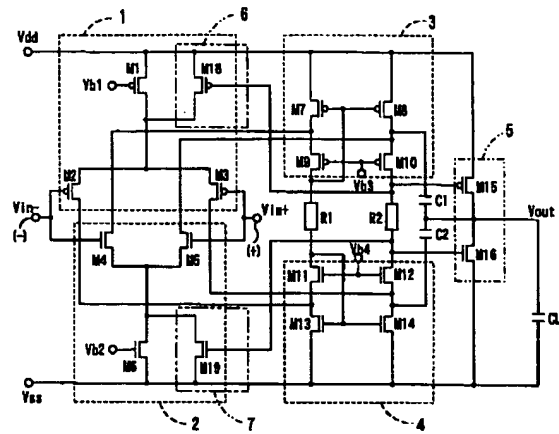 1
6
3
Vdd
M1
M18
Vb1
M7
M8
5
M2
M3
M9
M10
Vb3
M15
C1
Vin-
(-)
Vin+
(+)
R1
R2
Vout
C2
M4
M5
Vb4
M16
M11
M12
CL
M13
M14
Vb2
M6
M19
Vss
2
7
4